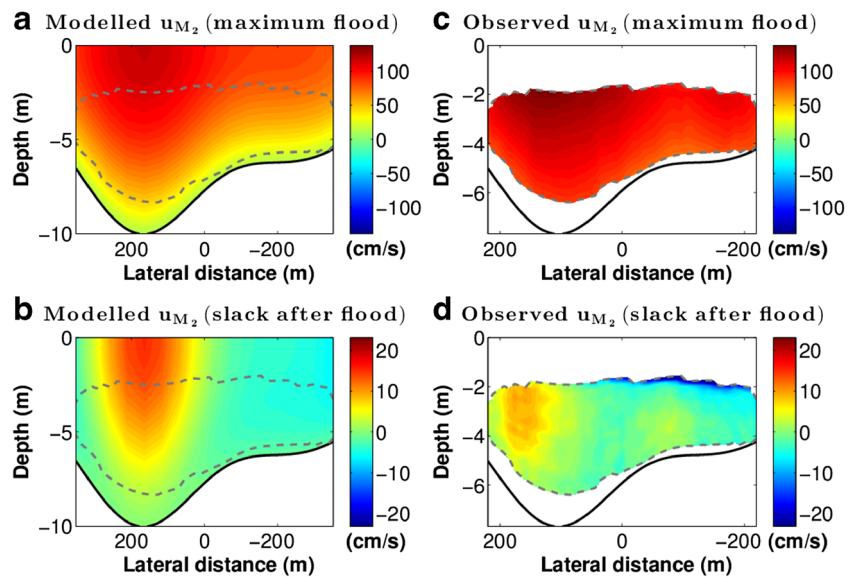 a Modelled u_M₂ (maximum flood)
0
−5
−10
Depth (m)
200 0 −200
Lateral distance (m)
100
50
0
−50
−100
(cm/s)
c Observed u_M₂ (maximum flood)
0
−2
−4
−6
Depth (m)
200 0 −200
Lateral distance (m)
100
50
0
−50
−100
(cm/s)
b Modelled u_M₂ (slack after flood)
0
−5
−10
Depth (m)
200 0 −200
Lateral distance (m)
20
10
0
−10
−20
(cm/s)
d Observed u_M₂ (slack after flood)
0
−2
−4
−6
Depth (m)
200 0 −200
Lateral distance (m)
20
10
0
−10
−20
(cm/s)